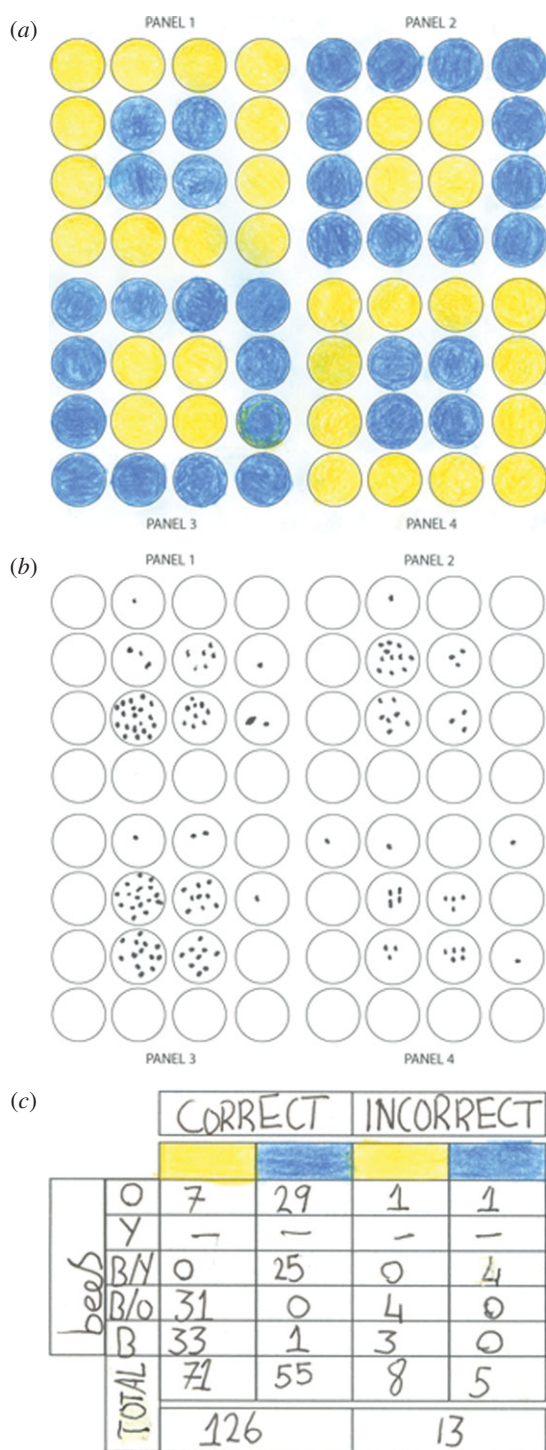 (a)
PANEL 1 PANEL 2
PANEL 3 PANEL 4
(b)
PANEL 1 PANEL 2
PANEL 3 PANEL 4
(c)
CORRECT INCORRECT
bees
O 7 29 1 1
Y — — — —
B/Y 0 25 0 4
B/O 31 0 4 0
B 33 1 3 0
TOTAL 71 55 8 5
126 13